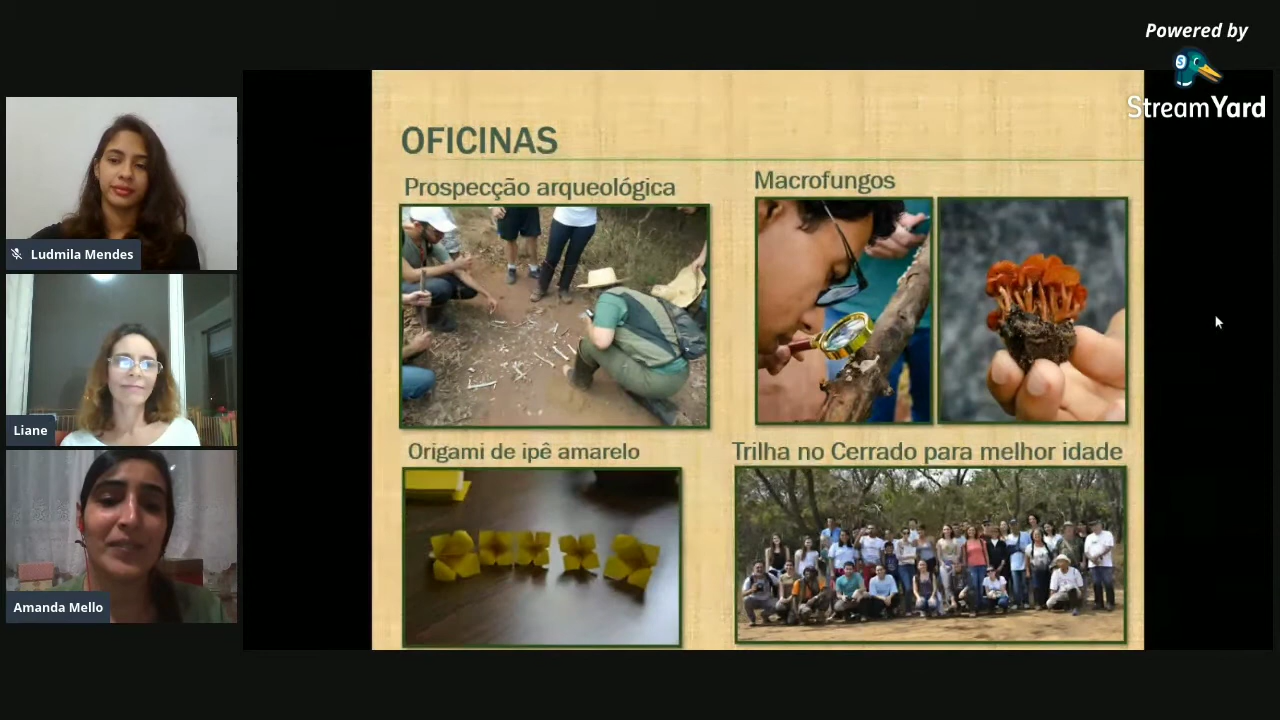 Powered by
StreamYard
OFICINAS
Prospecção arqueológica
Macrofungos
Origami de ipê amarelo
Trilha no Cerrado para melhor idade
Ludmila Mendes
Liane
Amanda Mello